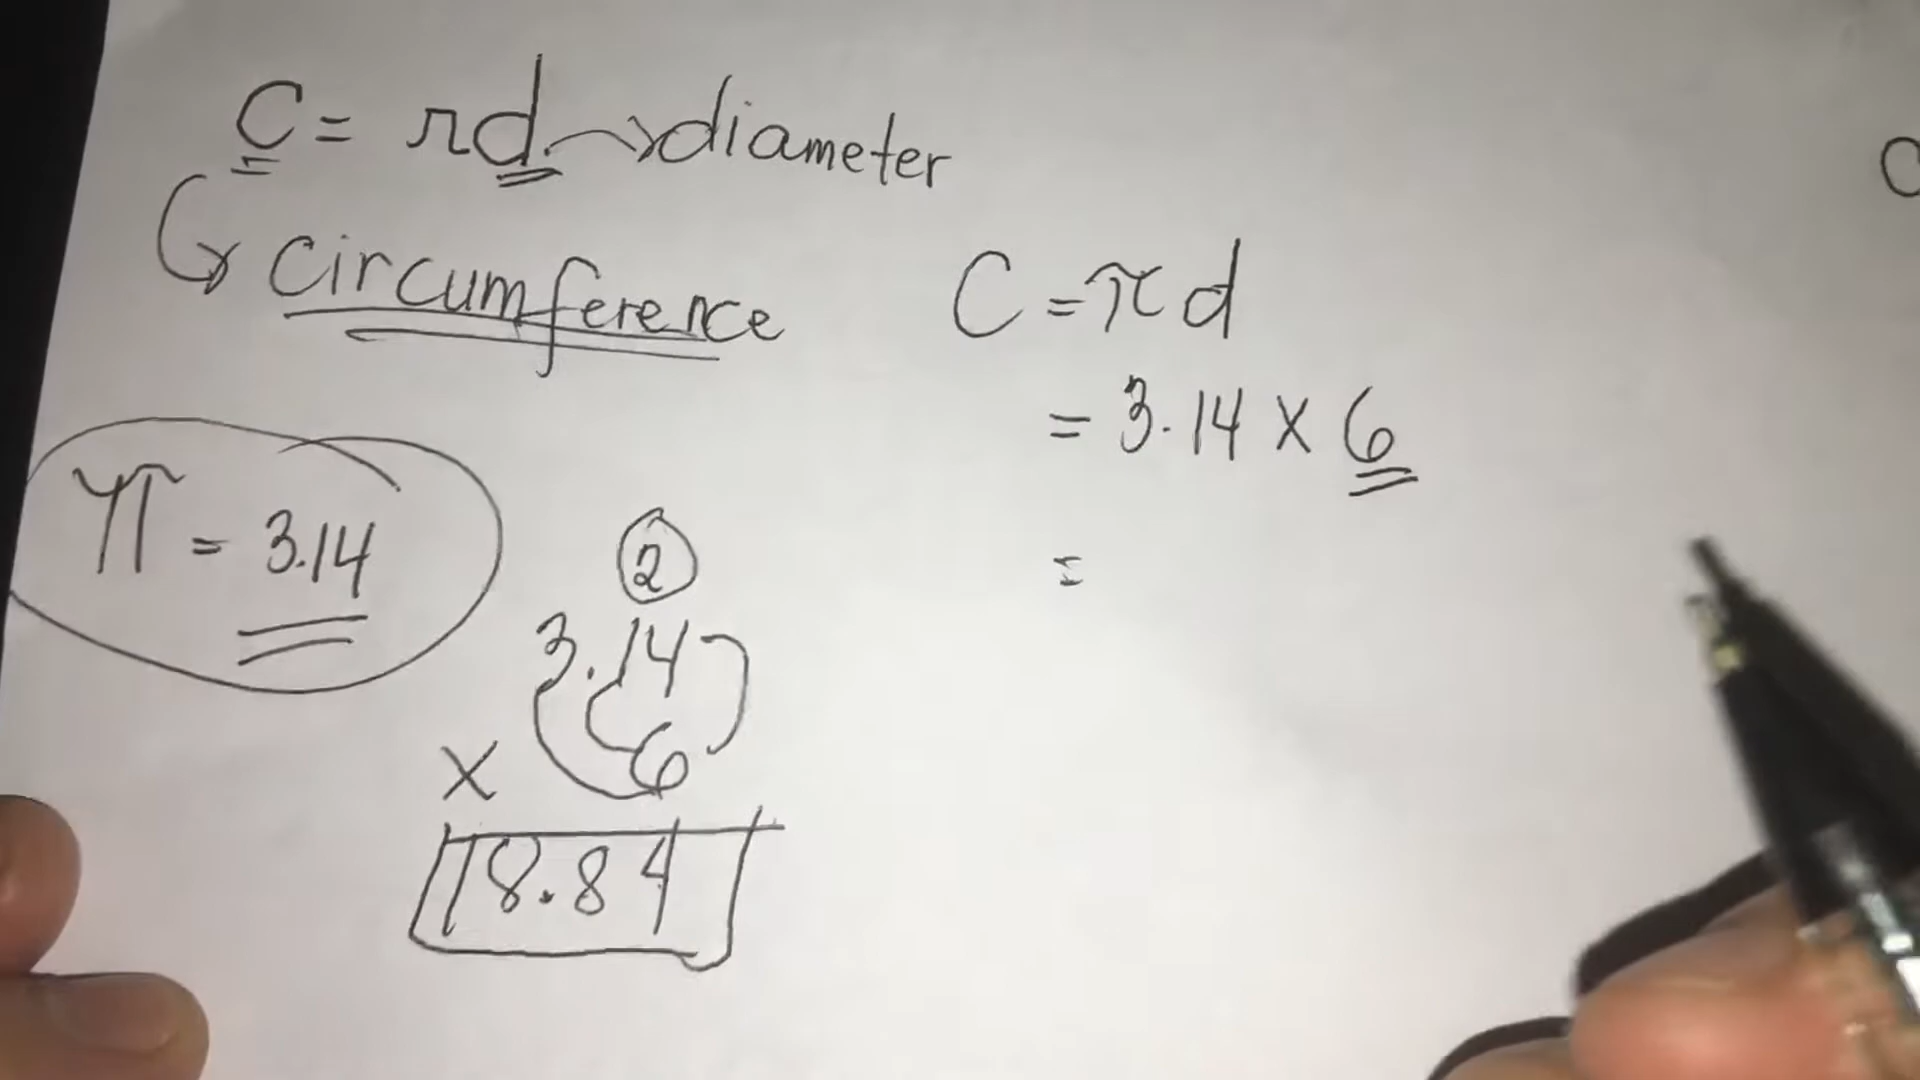 C = πd → diameter
↳ Circumference
C = πd
= 3.14 × 6
=
π = 3.14
2
3.14
× 6
18.84
C